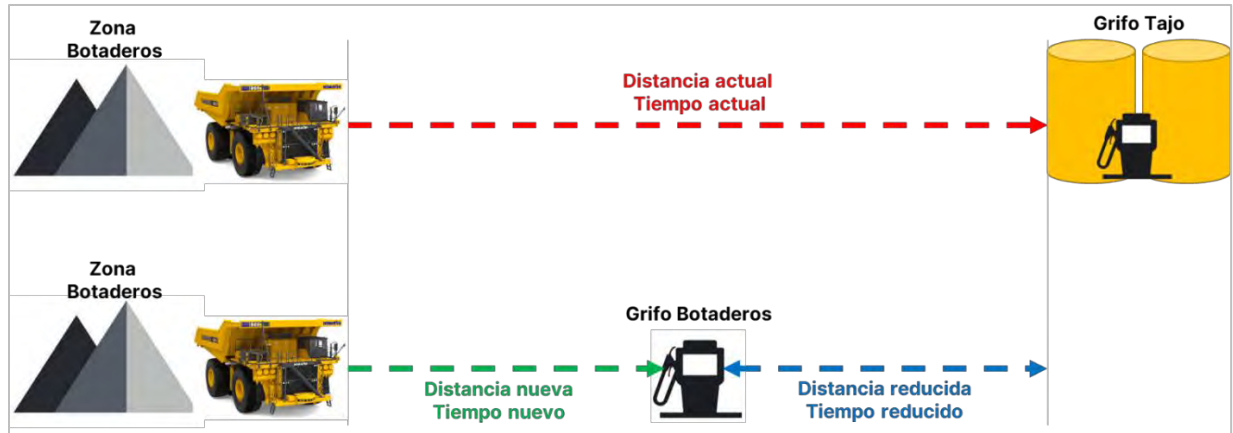 Zona
Botaderos
Grifo Tajo
Distancia actual
Tiempo actual
Zona
Botaderos
Grifo Botaderos
Distancia nueva
Tiempo nuevo
Distancia reducida
Tiempo reducido